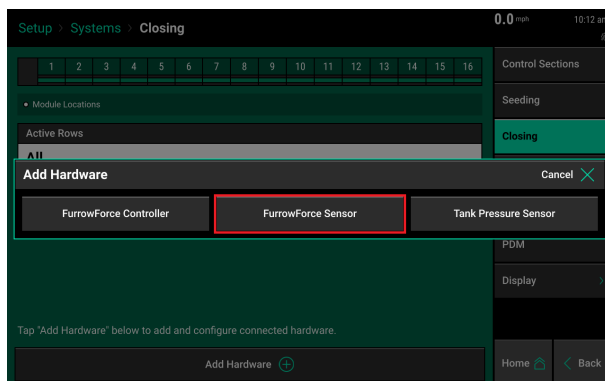 Setup > Systems > Closing
0.0 mph
10:12 am
1 2 3 4 5 6 7 8 9 10 11 12 13 14 15 16
• Module Locations
Active Rows
All
Control Sections
Seeding
Closing
Add Hardware
Cancel
FurrowForce Controller
FurrowForce Sensor
Tank Pressure Sensor
PDM
Display
Tap "Add Hardware" below to add and configure connected hardware.
Add Hardware
Home
Back